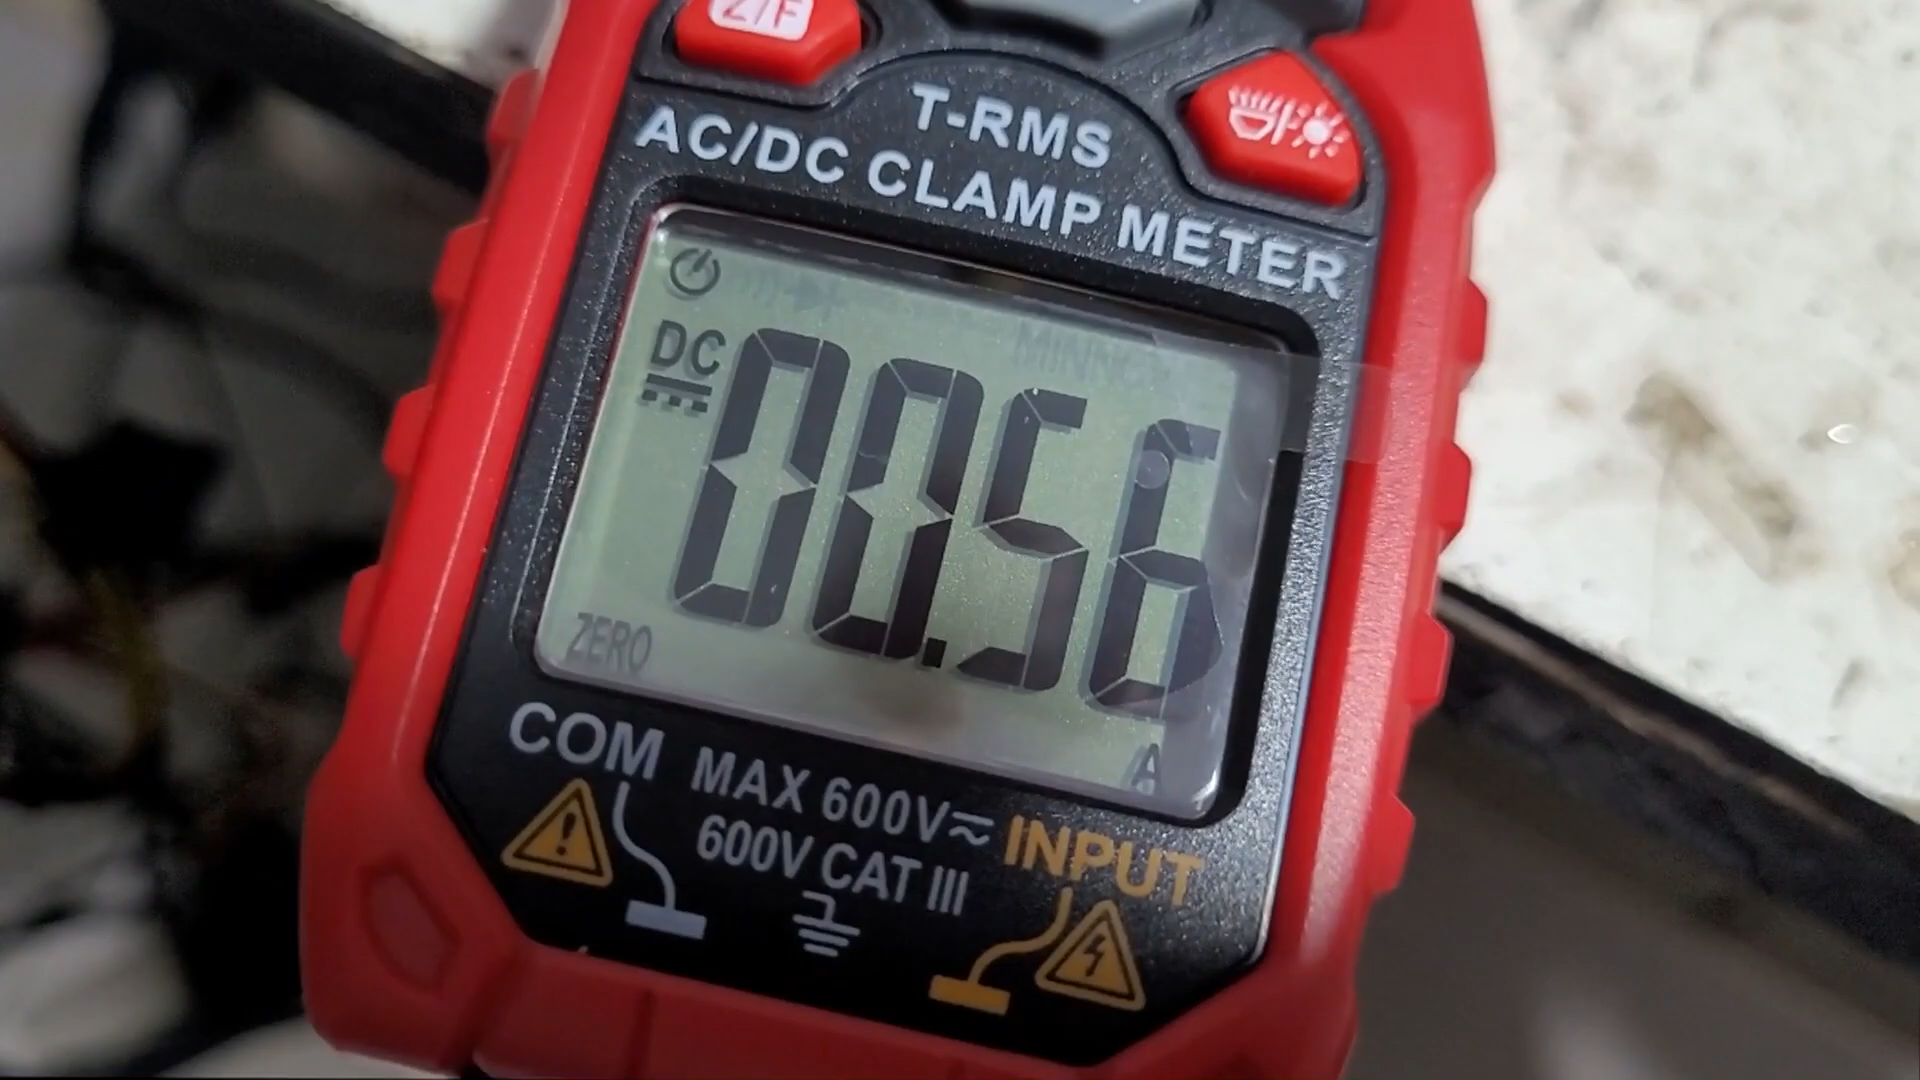 Z/F
T-RMS
AC/DC CLAMP METER
DC
00.56
ZERO
A
COM
MAX 600V
INPUT
600V CAT III